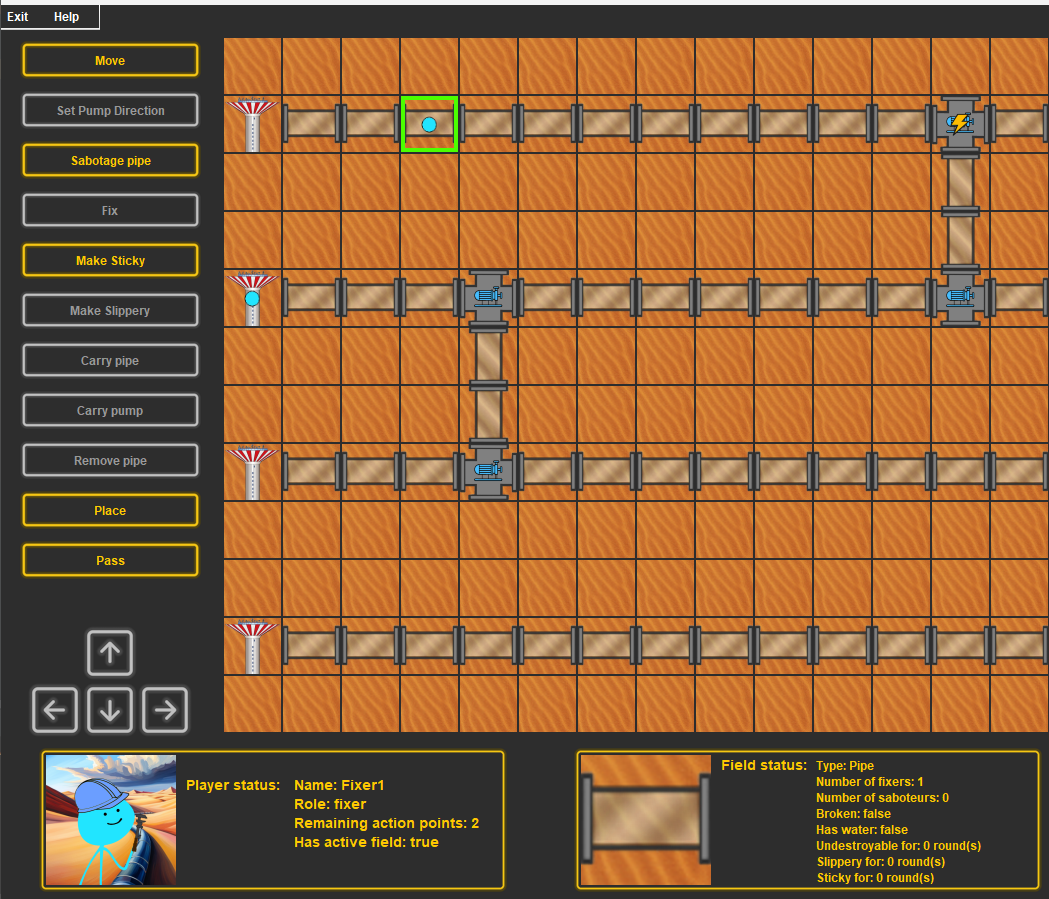 Exit Help
Move
Set Pump Direction
Sabotage pipe
Fix
Make Sticky
Make Slippery
Carry pipe
Carry pump
Remove pipe
Place
Pass
Player status: Name: Fixer1
Role: fixer
Remaining action points: 2
Has active field: true
Field status: Type: Pipe
Number of fixers: 1
Number of saboteurs: 0
Broken: false
Has water: false
Undestroyable for: 0 round(s)
Slippery for: 0 round(s)
Sticky for: 0 round(s)